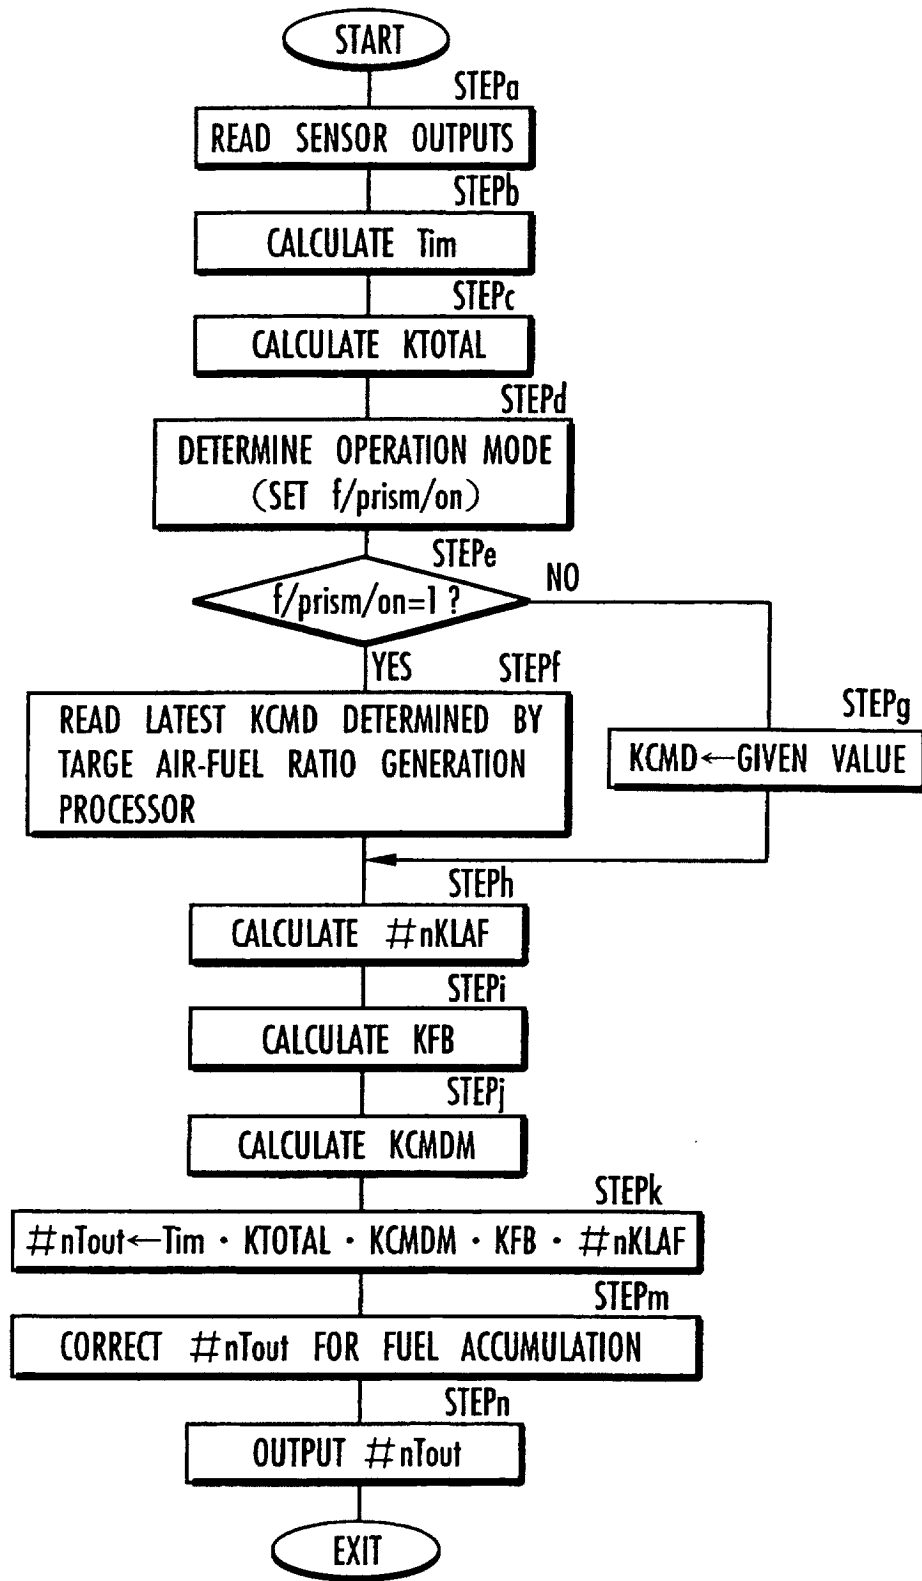 START
STEPa
READ SENSOR OUTPUTS
STEPb
CALCULATE Tim
STEPc
CALCULATE KTOTAL
STEPd
DETERMINE OPERATION MODE
(SET f/prism/on)
STEPe
f/prism/on=1 ?
NO
YES
STEPf
READ LATEST KCMD DETERMINED BY
TARGE AIR-FUEL RATIO GENERATION
PROCESSOR
STEPg
KCMD←GIVEN VALUE
STEPh
CALCULATE #nKLAF
STEPi
CALCULATE KFB
STEPj
CALCULATE KCMDM
STEPk
#nTout←Tim · KTOTAL · KCMDM · KFB · #nKLAF
STEPm
CORRECT #nTout FOR FUEL ACCUMULATION
STEPn
OUTPUT #nTout
EXIT